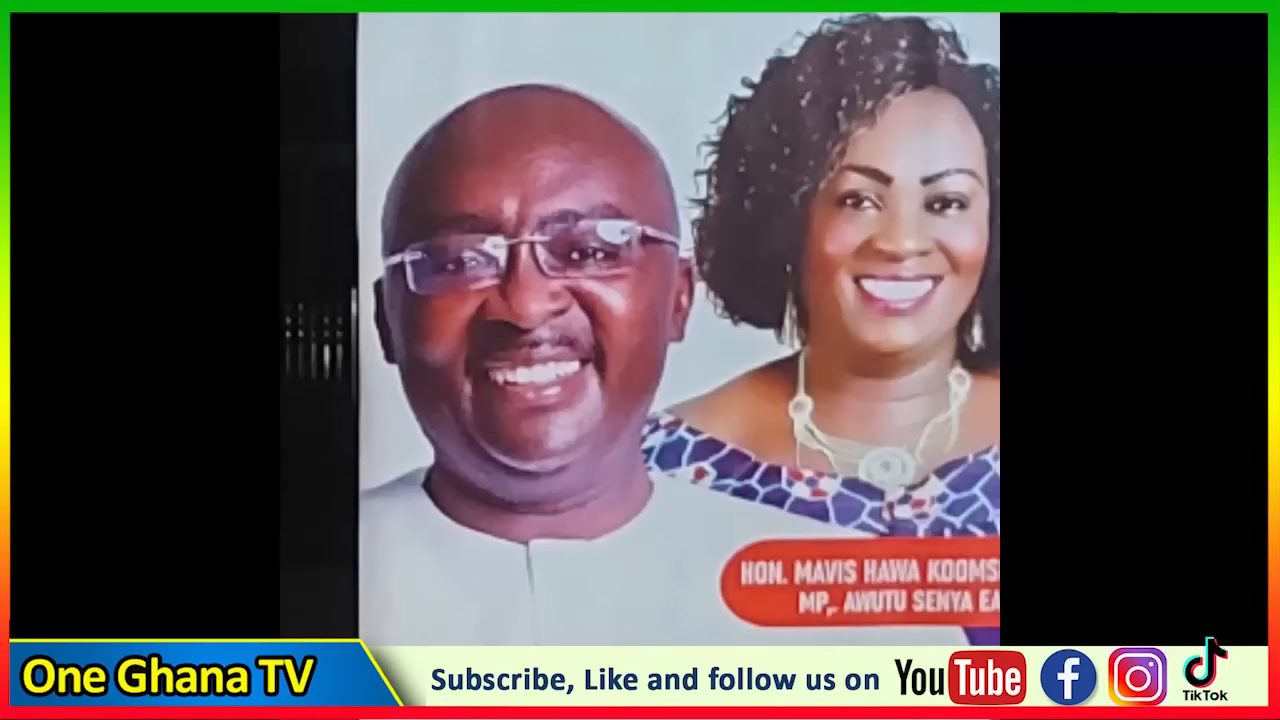 HON. MAVIS HAWA KOOMS
MP,. AWUTU SENYA EA
One Ghana TV
Subscribe, Like and follow us on YouTube
TikTok